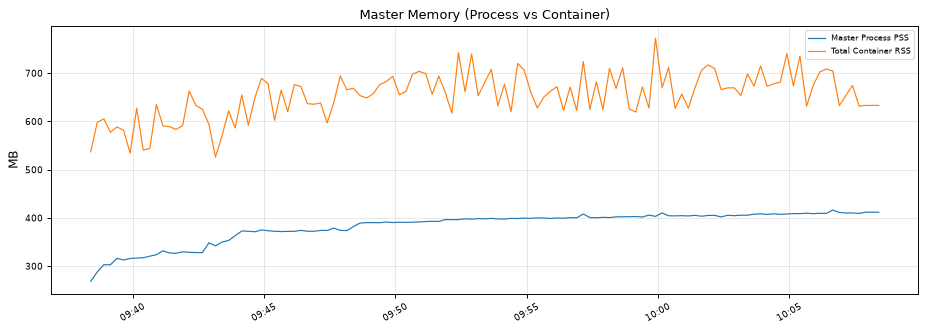 Master Memory (Process vs Container)
Master Process PSS
Total Container RSS
MB
700
600
500
400
300
09:40
09:45
09:50
09:55
10:00
10:05